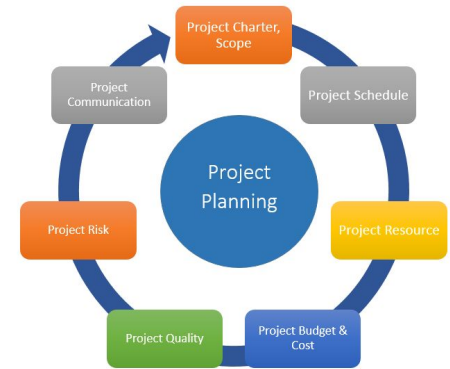 Project Charter,
Scope
Project Schedule
Project Resource
Project Budget &
Cost
Project Quality
Project Risk
Project
Communication
Project
Planning